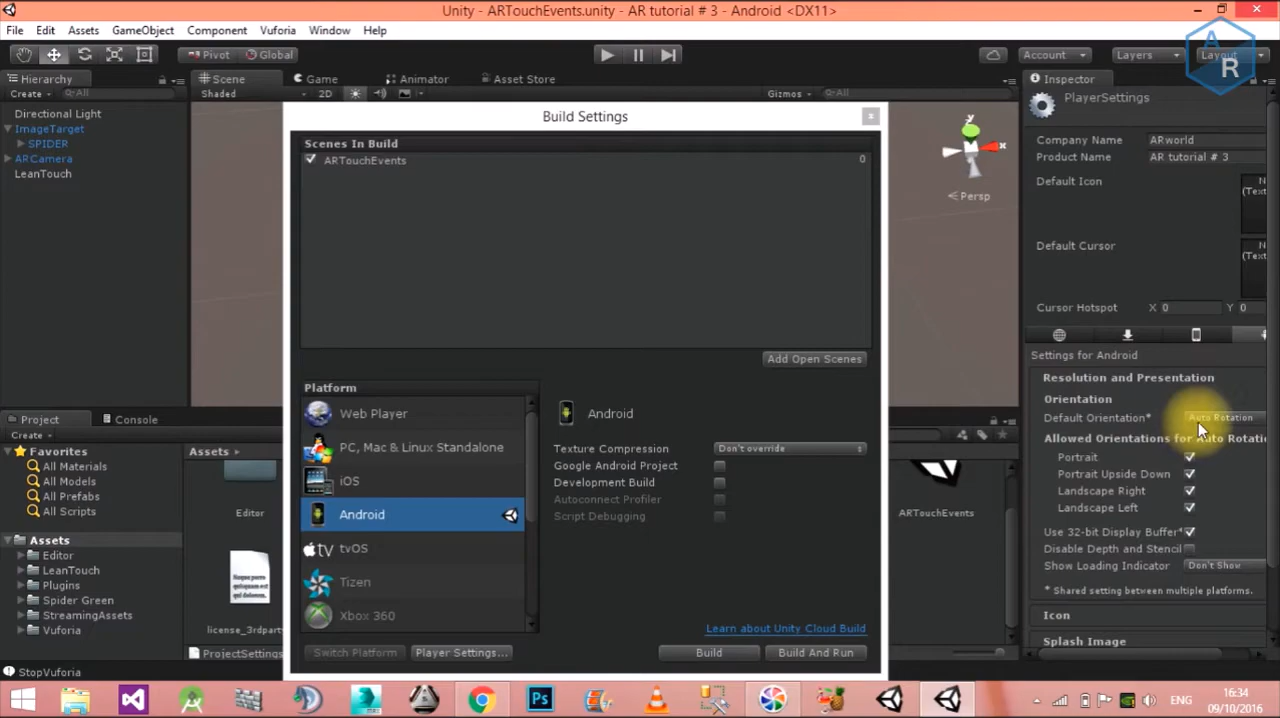 Unity - ARTouchEvents.unity - AR tutorial # 3 - Android <DX11>
File Edit Assets GameObject Component Vuforia Window Help
Pivot Global Account Layers Layout
A R
Hierarchy Scene Game Animator Asset Store Inspector
Create All Shaded 2D Gizmos All
Directional Light
ImageTarget
SPIDER
ARCamera
LeanTouch
Build Settings
Scenes In Build
ARTouchEvents 0
Add Open Scenes
Platform
Web Player
PC, Mac & Linux Standalone
iOS
Android
tvOS
Tizen
Xbox 360
Android
Texture Compression Don't override
Google Android Project
Development Build
Autoconnect Profiler
Script Debugging
Learn about Unity Cloud Build
Switch Platform Player Settings... Build Build And Run
y
x
Persp
PlayerSettings
Company Name ARworld
Product Name AR tutorial # 3
Default Icon N
(Text
Default Cursor N
(Text
Cursor Hotspot X 0 Y 0
Settings for Android
Resolution and Presentation
Orientation
Default Orientation* Auto Rotation
Allowed Orientations for Auto Rotatio
Portrait
Portrait Upside Down
Landscape Right
Landscape Left
Use 32-bit Display Buffer*
Disable Depth and Stencil
Show Loading Indicator Don't Show
* Shared setting between multiple platforms.
Icon
Splash Image
Project Console
Create
Favorites
All Materials
All Models
All Prefabs
All Scripts
Assets
Editor
LeanTouch
Plugins
Spider Green
StreamingAssets
Vuforia
Assets
Editor
ARTouchEvents
license_3rdparty
ProjectSettings
StopVuforia
ENG
16:34
09/10/2016